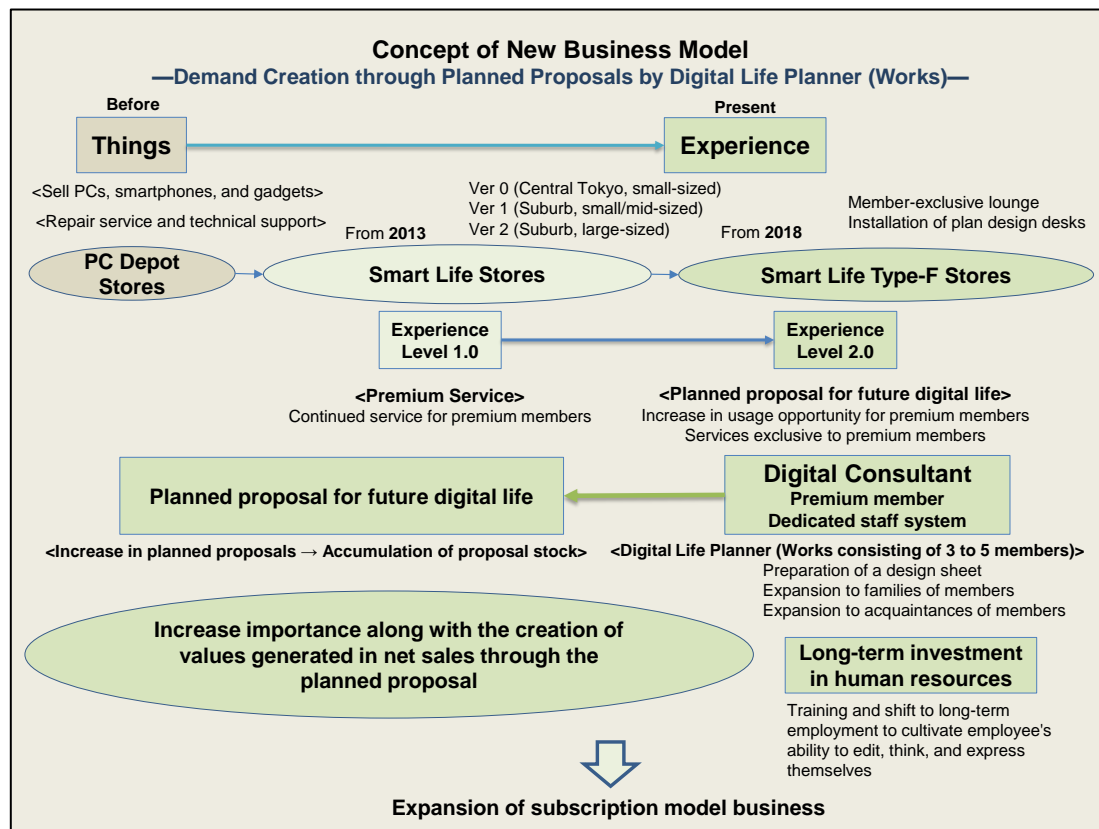 Concept of New Business Model
—Demand Creation through Planned Proposals by Digital Life Planner (Works)—
Before
Present
Things
Experience
<Sell PCs, smartphones, and gadgets>
<Repair service and technical support>
Ver 0 (Central Tokyo, small-sized)
Ver 1 (Suburb, small/mid-sized)
Ver 2 (Suburb, large-sized)
Member-exclusive lounge
Installation of plan design desks
From 2013
From 2018
PC Depot
Stores
Smart Life Stores
Smart Life Type-F Stores
Experience
Level 1.0
Experience
Level 2.0
<Premium Service>
Continued service for premium members
<Planned proposal for future digital life>
Increase in usage opportunity for premium members
Services exclusive to premium members
Planned proposal for future digital life
Digital Consultant
Premium member
Dedicated staff system
<Increase in planned proposals → Accumulation of proposal stock>
<Digital Life Planner (Works consisting of 3 to 5 members)>
Preparation of a design sheet
Expansion to families of members
Expansion to acquaintances of members
Increase importance along with the creation of
values generated in net sales through the
planned proposal
Long-term investment
in human resources
Training and shift to long-term
employment to cultivate employee's
ability to edit, think, and express
themselves
Expansion of subscription model business